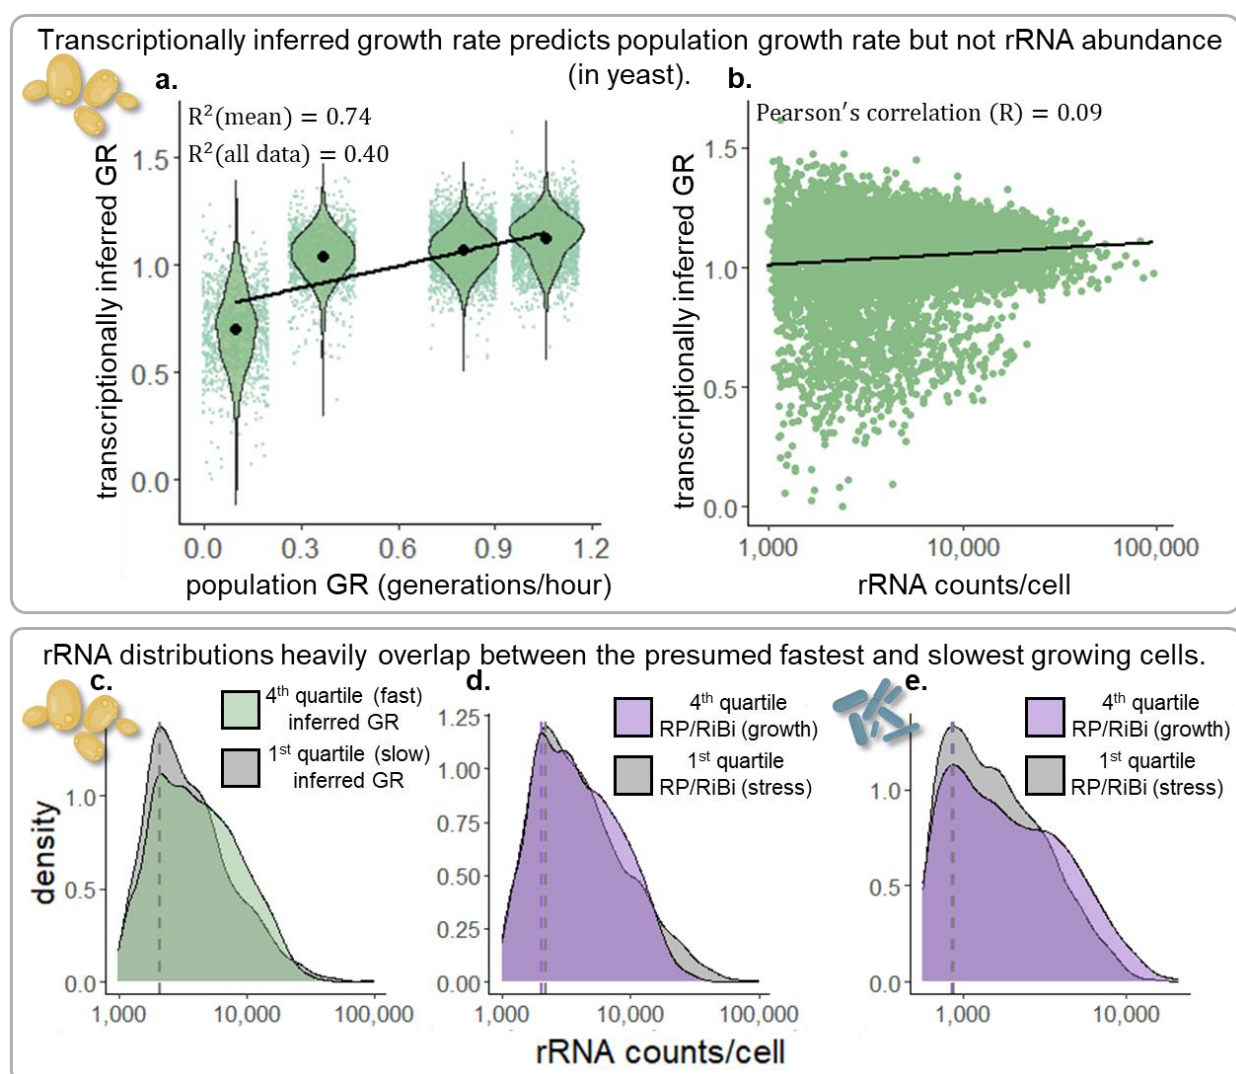 Transcriptionally inferred growth rate predicts population growth rate but not rRNA abundance
(in yeast).
a.
R²(mean) = 0.74
R²(all data) = 0.40
transcriptionally inferred GR
1.5
1.0
0.5
0.0
0.0 0.3 0.6 0.9 1.2
population GR (generations/hour)
b.
Pearson's correlation (R) = 0.09
transcriptionally inferred GR
1.5
1.0
0.5
0.0
1,000 10,000 100,000
rRNA counts/cell
rRNA distributions heavily overlap between the presumed fastest and slowest growing cells.
c.
4th quartile (fast)
inferred GR
1st quartile (slow)
inferred GR
density
1.0
0.5
0.0
1,000 10,000 100,000
d.
4th quartile
RP/RiBi (growth)
1st quartile
RP/RiBi (stress)
1.25
1.00
0.75
0.50
0.25
0.00
1,000 10,000 100,000
e.
4th quartile
RP/RiBi (growth)
1st quartile
RP/RiBi (stress)
1.0
0.5
0.0
1,000 10,000
rRNA counts/cell